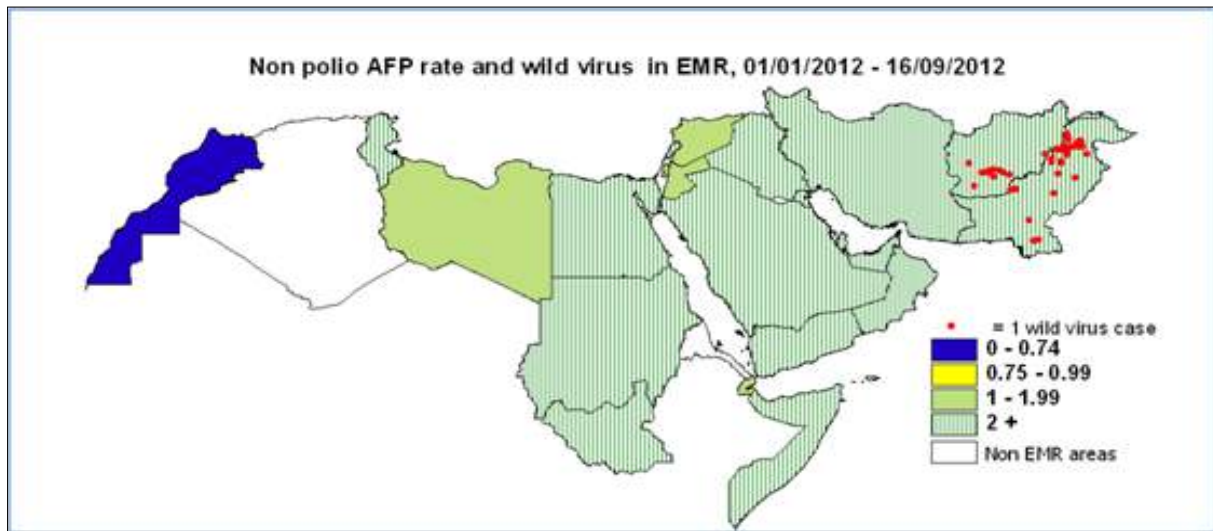 Non polio AFP rate and wild virus in EMR, 01/01/2012 - 16/09/2012
= 1 wild virus case
0 - 0.74
0.75 - 0.99
1 - 1.99
2 +
Non EMR areas